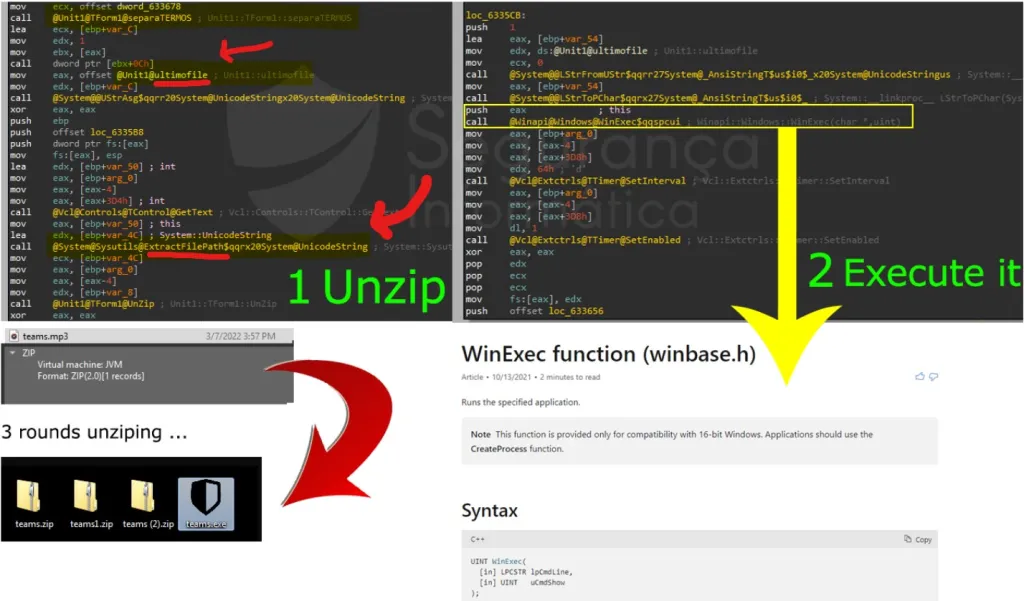 mov ecx, offset dword_633678
call @Unit1@TForm1@separaTERMOS ; Unit1::TForm1::separaTERMOS
lea ecx, [ebp+var_C]
mov edx, 1
mov ebx, [eax]
call dword ptr [ebx+0Ch]
mov eax, offset @Unit1@ultimofile ; Unit1::ultimofile
mov edx, [ebp+var_C]
call @System@@UStrAsg$qqrr20System@UnicodeStringx20System@UnicodeString ; System
xor eax, eax
push ebp
push offset loc_6335B8
push dword ptr fs:[eax]
mov fs:[eax], esp
lea edx, [ebp+var_50] ; int
mov eax, [ebp+arg_0]
mov eax, [eax-4]
mov eax, [eax+3D4h] ; int
call @Vcl@Controls@TControl@GetText ; Vcl::Controls::TControl::GetText
mov eax, [ebp+var_50] ; this
lea edx, [ebp+var_4C] ; System::UnicodeString
call @System@Sysutils@ExtractFilePath$qqrx20System@UnicodeString ; System::Sysu
mov ecx, [ebp+var_4C]
mov eax, [ebp+arg_0]
mov eax, [eax-4]
mov edx, [ebp+var_8]
call @Unit1@TForm1@UnZip ; Unit1::TForm1::UnZip
xor eax, eax
1 Unzip
loc_6335CB:
push 1
lea eax, [ebp+var_54]
mov edx, ds:@Unit1@ultimofile ; Unit1::ultimofile
mov ecx, 0
call @System@@LStrFromUStr$qqrr27System@_AnsiStringT$us$i0$_x20System@UnicodeStringus ; System::__
mov eax, [ebp+var_54]
call @System@@LStrToPChar$qqrx27System@_AnsiStringT$us$i0$_ ; System::__linkproc__ LStrToPChar(Sys
push eax ; this
call @Winapi@Windows@WinExec$qqspcui ; Winapi::Windows::WinExec(char *,uint)
mov eax, [ebp+arg_0]
mov eax, [eax-4]
mov eax, [eax+3D8h]
mov edx, 64h ; 'd'
call @Vcl@Extctrls@TTimer@SetInterval ; Vcl::Extctrls::TTimer::SetInterval
mov eax, [ebp+arg_0]
mov eax, [eax-4]
mov eax, [eax+3D8h]
mov dl, 1
call @Vcl@Extctrls@TTimer@SetEnabled ; Vcl::Extctrls::TTimer::SetEnabled
xor eax, eax
pop edx
pop ecx
pop ecx
mov fs:[eax], edx
push offset loc_633656
2 Execute it
Segurança
Informática
teams.mp3 3/7/2022 3:57 PM
ZIP
Virtual machine: JVM
Format: ZIP(2.0)[1 records]
3 rounds unziping ...
teams.zip teams1.zip teams (2).zip teams.exe
WinExec function (winbase.h)
Article • 10/13/2021 • 2 minutes to read
Runs the specified application.
Note This function is provided only for compatibility with 16-bit Windows. Applications should use the
CreateProcess function.
Syntax
C++ Copy
UINT WinExec(
[in] LPCSTR lpCmdLine,
[in] UINT uCmdShow
);